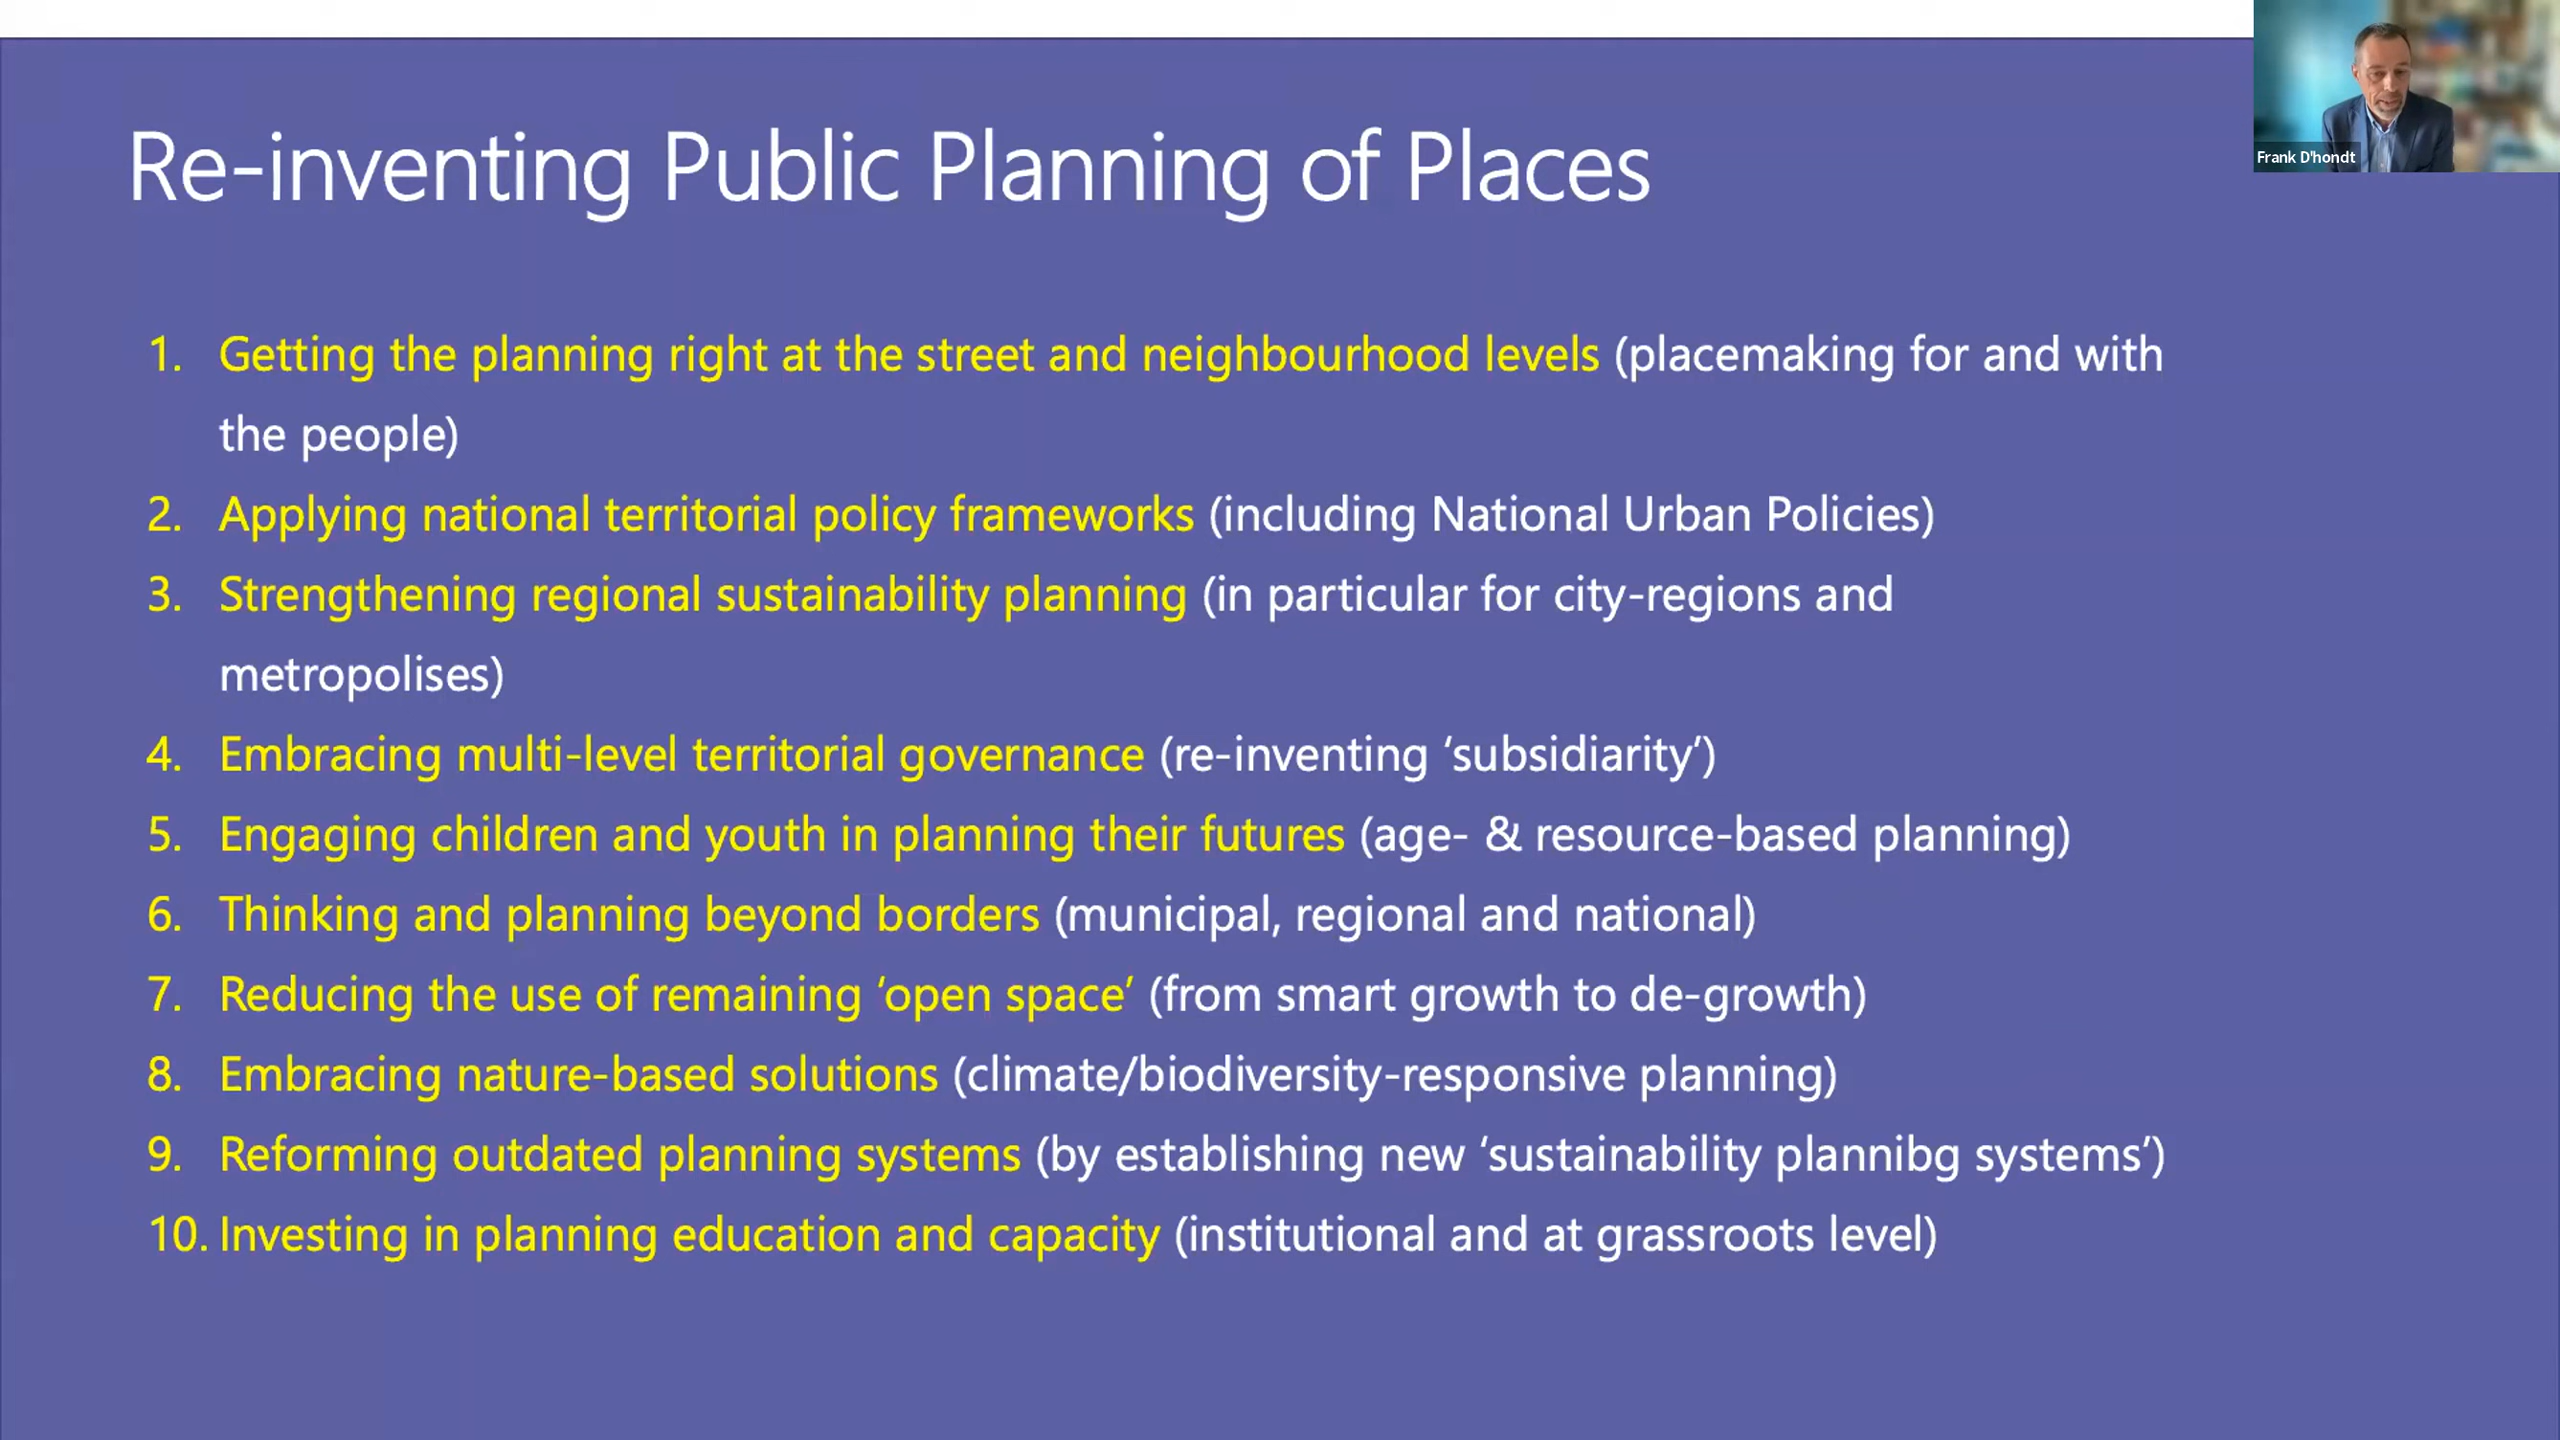 Frank D'hondt
Re-inventing Public Planning of Places
1. Getting the planning right at the street and neighbourhood levels (placemaking for and with
the people)
2. Applying national territorial policy frameworks (including National Urban Policies)
3. Strengthening regional sustainability planning (in particular for city-regions and
metropolises)
4. Embracing multi-level territorial governance (re-inventing ‘subsidiarity’)
5. Engaging children and youth in planning their futures (age- & resource-based planning)
6. Thinking and planning beyond borders (municipal, regional and national)
7. Reducing the use of remaining ‘open space’ (from smart growth to de-growth)
8. Embracing nature-based solutions (climate/biodiversity-responsive planning)
9. Reforming outdated planning systems (by establishing new ‘sustainability plannibg systems’)
10. Investing in planning education and capacity (institutional and at grassroots level)